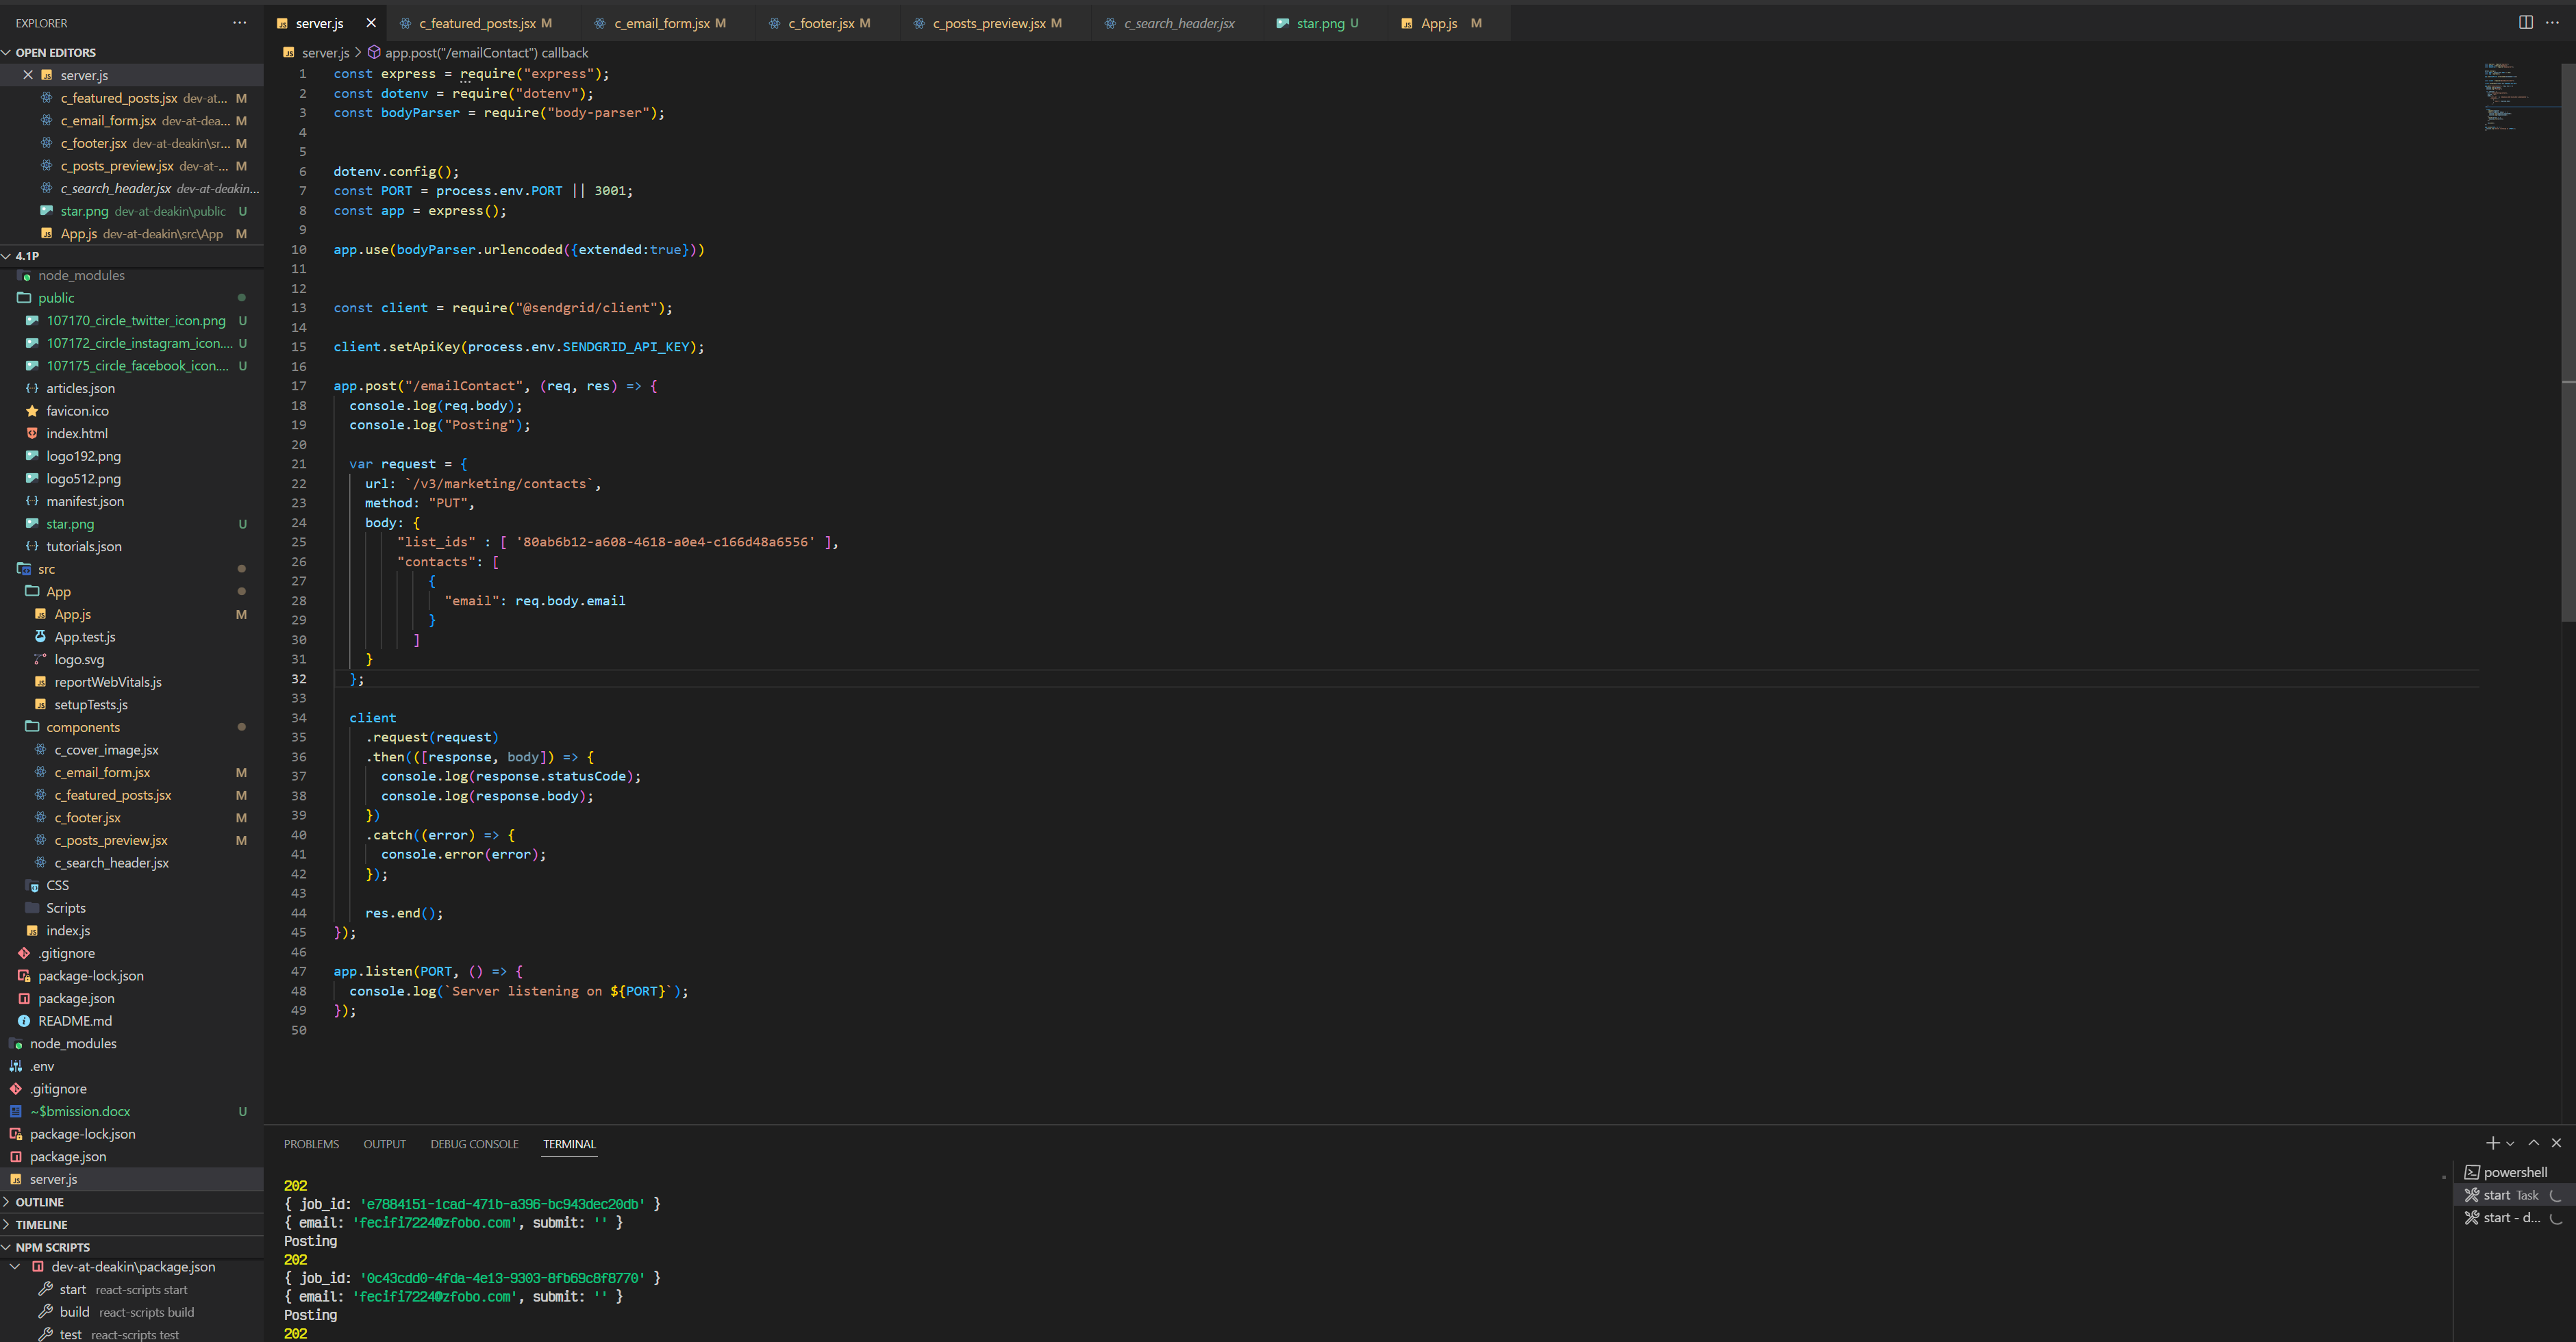 EXPLORER
OPEN EDITORS
server.js
c_featured_posts.jsx dev-at... M
c_email_form.jsx dev-at-dea... M
c_footer.jsx dev-at-deakin\sr... M
c_posts_preview.jsx dev-at-... M
c_search_header.jsx dev-at-deakin...
star.png dev-at-deakin\public U
App.js dev-at-deakin\src\App M
4.1P
node_modules
public
107170_circle_twitter_icon.png U
107172_circle_instagram_icon.... U
107175_circle_facebook_icon.... U
articles.json
favicon.ico
index.html
logo192.png
logo512.png
manifest.json
star.png U
tutorials.json
src
App
App.js M
App.test.js
logo.svg
reportWebVitals.js
setupTests.js
components
c_cover_image.jsx
c_email_form.jsx M
c_featured_posts.jsx M
c_footer.jsx M
c_posts_preview.jsx M
c_search_header.jsx
CSS
Scripts
index.js
.gitignore
package-lock.json
package.json
README.md
node_modules
.env
.gitignore
~$bmission.docx U
package-lock.json
package.json
server.js
OUTLINE
TIMELINE
NPM SCRIPTS
dev-at-deakin\package.json
start react-scripts start
build react-scripts build
test react-scripts test
server.js c_featured_posts.jsx M c_email_form.jsx M c_footer.jsx M c_posts_preview.jsx M c_search_header.jsx star.png U App.js M
server.js > app.post("/emailContact") callback
1 const express = require("express");
2 const dotenv = require("dotenv");
3 const bodyParser = require("body-parser");
4
5
6 dotenv.config();
7 const PORT = process.env.PORT || 3001;
8 const app = express();
9
10 app.use(bodyParser.urlencoded({extended:true}))
11
12
13 const client = require("@sendgrid/client");
14
15 client.setApiKey(process.env.SENDGRID_API_KEY);
16
17 app.post("/emailContact", (req, res) => {
18 console.log(req.body);
19 console.log("Posting");
20
21 var request = {
22 url: `/v3/marketing/contacts`,
23 method: "PUT",
24 body: {
25 "list_ids" : [ '80ab6b12-a608-4618-a0e4-c166d48a6556' ],
26 "contacts": [
27 {
28 "email": req.body.email
29 }
30 ]
31 }
32 };
33
34 client
35 .request(request)
36 .then(([response, body]) => {
37 console.log(response.statusCode);
38 console.log(response.body);
39 })
40 .catch((error) => {
41 console.error(error);
42 });
43
44 res.end();
45 });
46
47 app.listen(PORT, () => {
48 console.log(`Server listening on ${PORT}`);
49 });
50
PROBLEMS OUTPUT DEBUG CONSOLE TERMINAL
202
{ job_id: 'e7884151-1cad-471b-a396-bc943dec20db' }
{ email: 'fecifi7224@zfobo.com', submit: '' }
Posting
202
{ job_id: '0c43cdd0-4fda-4e13-9303-8fb69c8f8770' }
{ email: 'fecifi7224@zfobo.com', submit: '' }
Posting
202
powershell
start Task
start - d...